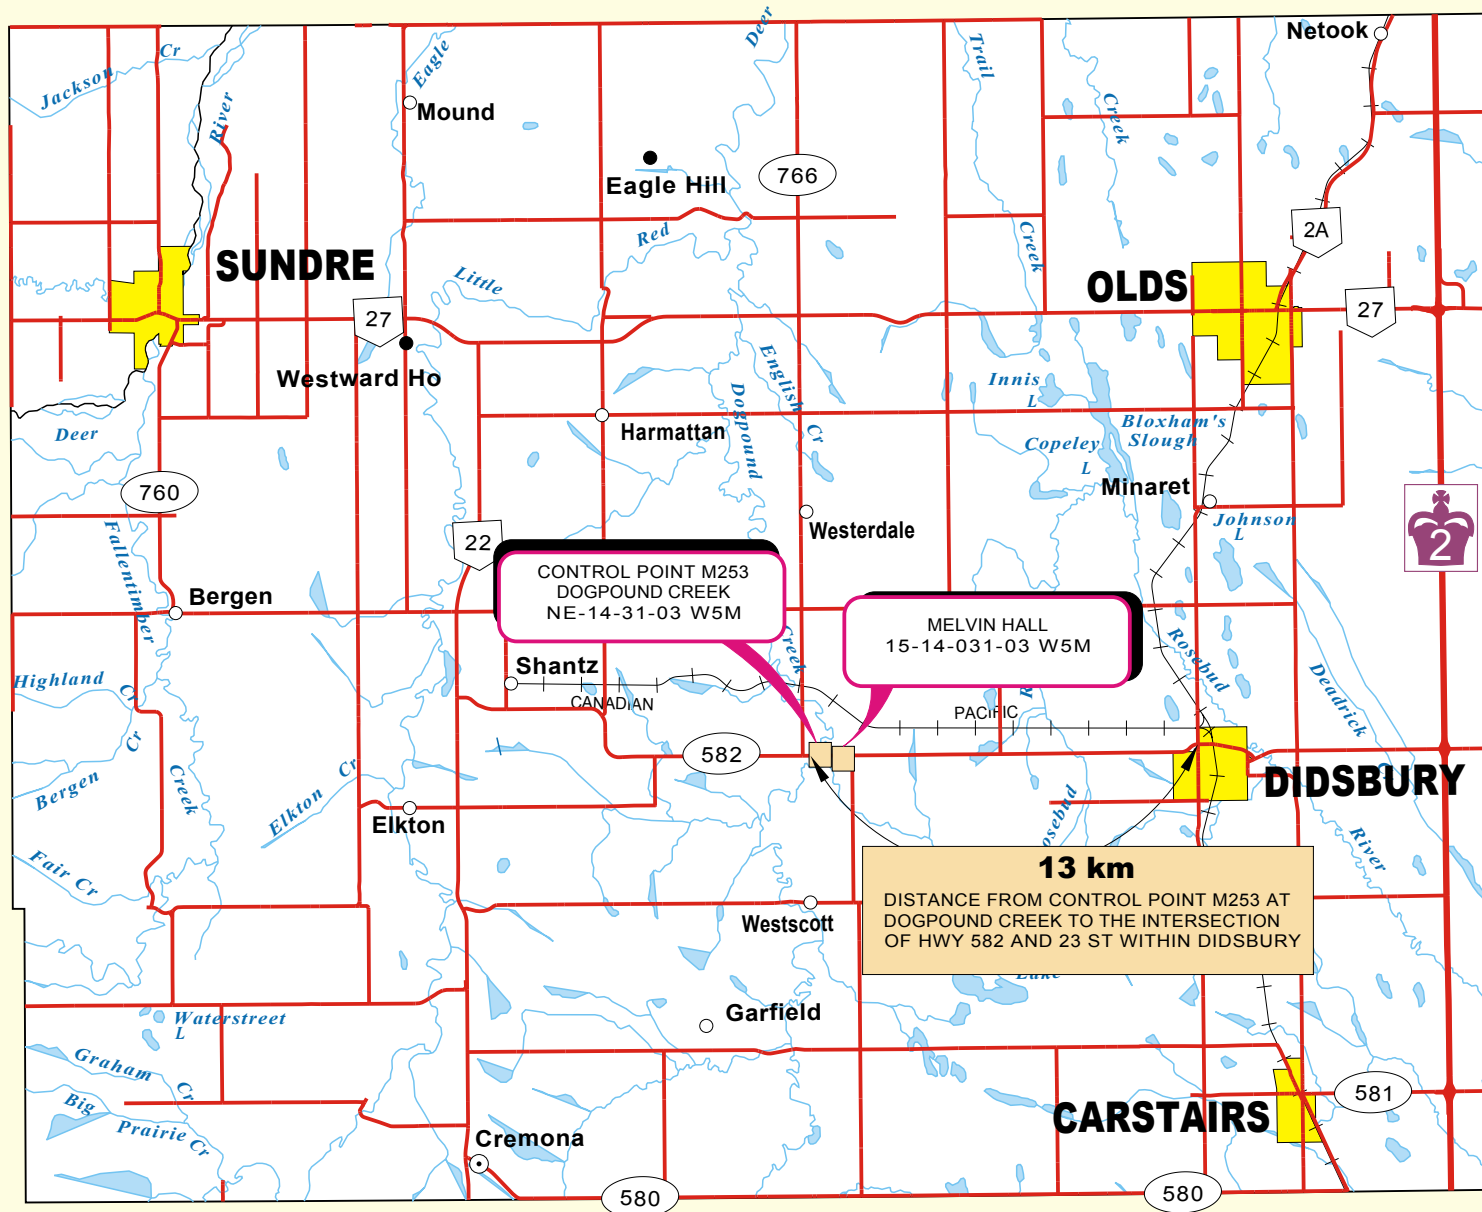 Netook
Jackson
Cr
River
Eagle
Deer
Trail
Creek
Mound
Eagle Hill
766
Red
Creek
2A
SUNDRE
Little
OLDS
27
27
Westward Ho
English
Cr
Dogpound
Innis
L
Deer
Harmattan
Copeley
L
Bloxham's
Slough
760
Minaret
Westerdale
Johnson
L
22
2
Fallentimber
CONTROL POINT M253
DOGPOUND CREEK
NE-14-31-03 W5M
Bergen
MELVIN HALL
15-14-031-03 W5M
Creek
Rosebud
Shantz
Highland
Cr
CANADIAN
PACIFIC
R
Deadrick
Cr
582
Bergen
Cr
Creek
Elkton
Cr
DIDSBURY
Elkton
osebud
River
Fair Cr
13 km
DISTANCE FROM CONTROL POINT M253 AT
DOGPOUND CREEK TO THE INTERSECTION
OF HWY 582 AND 23 ST WITHIN DIDSBURY
Westscott
Lake
Garfield
Waterstreet
L
Graham
Cr
Big
Prairie Cr
581
CARSTAIRS
Cremona
580
580